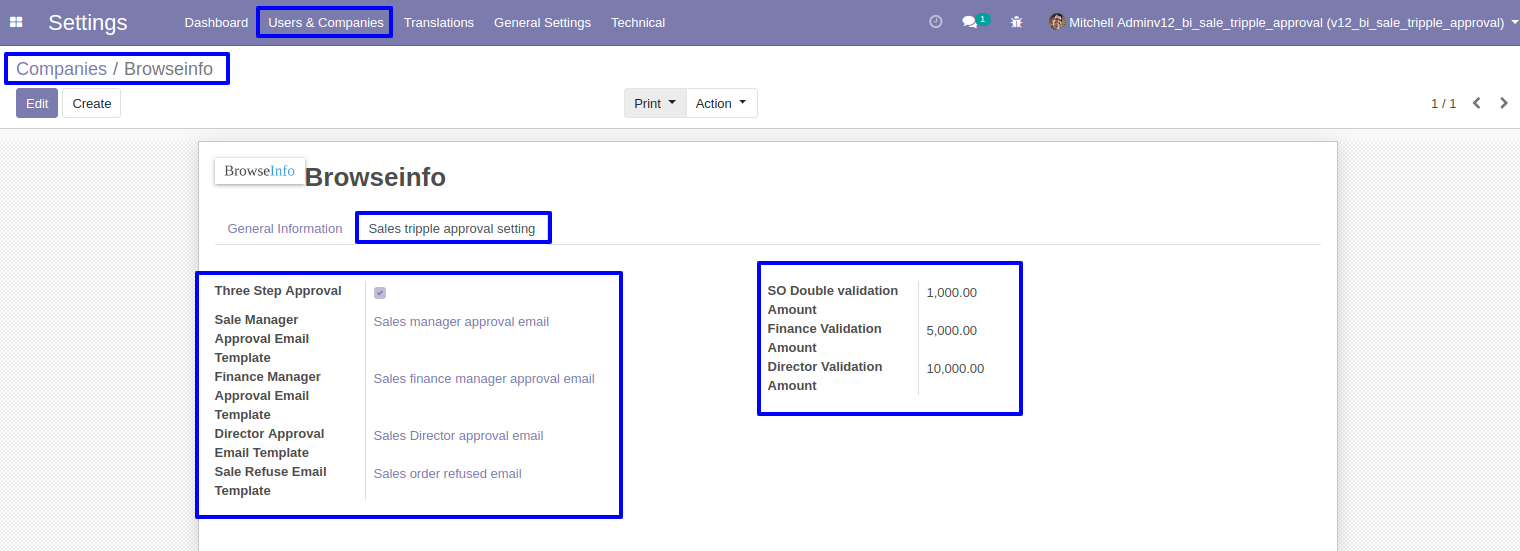 Settings Dashboard Users & Companies Translations General Settings Technical 1 Mitchell Adminv12_bi_sale_tripple_approval (v12_bi_sale_tripple_approval)
Companies / Browseinfo
Edit Create Print Action 1 / 1
BrowseInfo Browseinfo
General Information Sales tripple approval setting
Three Step Approval
Sale Manager Approval Email Template Sales manager approval email
Finance Manager Approval Email Template Sales finance manager approval email
Director Approval Email Template Sales Director approval email
Sale Refuse Email Template Sales order refused email
SO Double validation Amount 1,000.00
Finance Validation Amount 5,000.00
Director Validation Amount 10,000.00